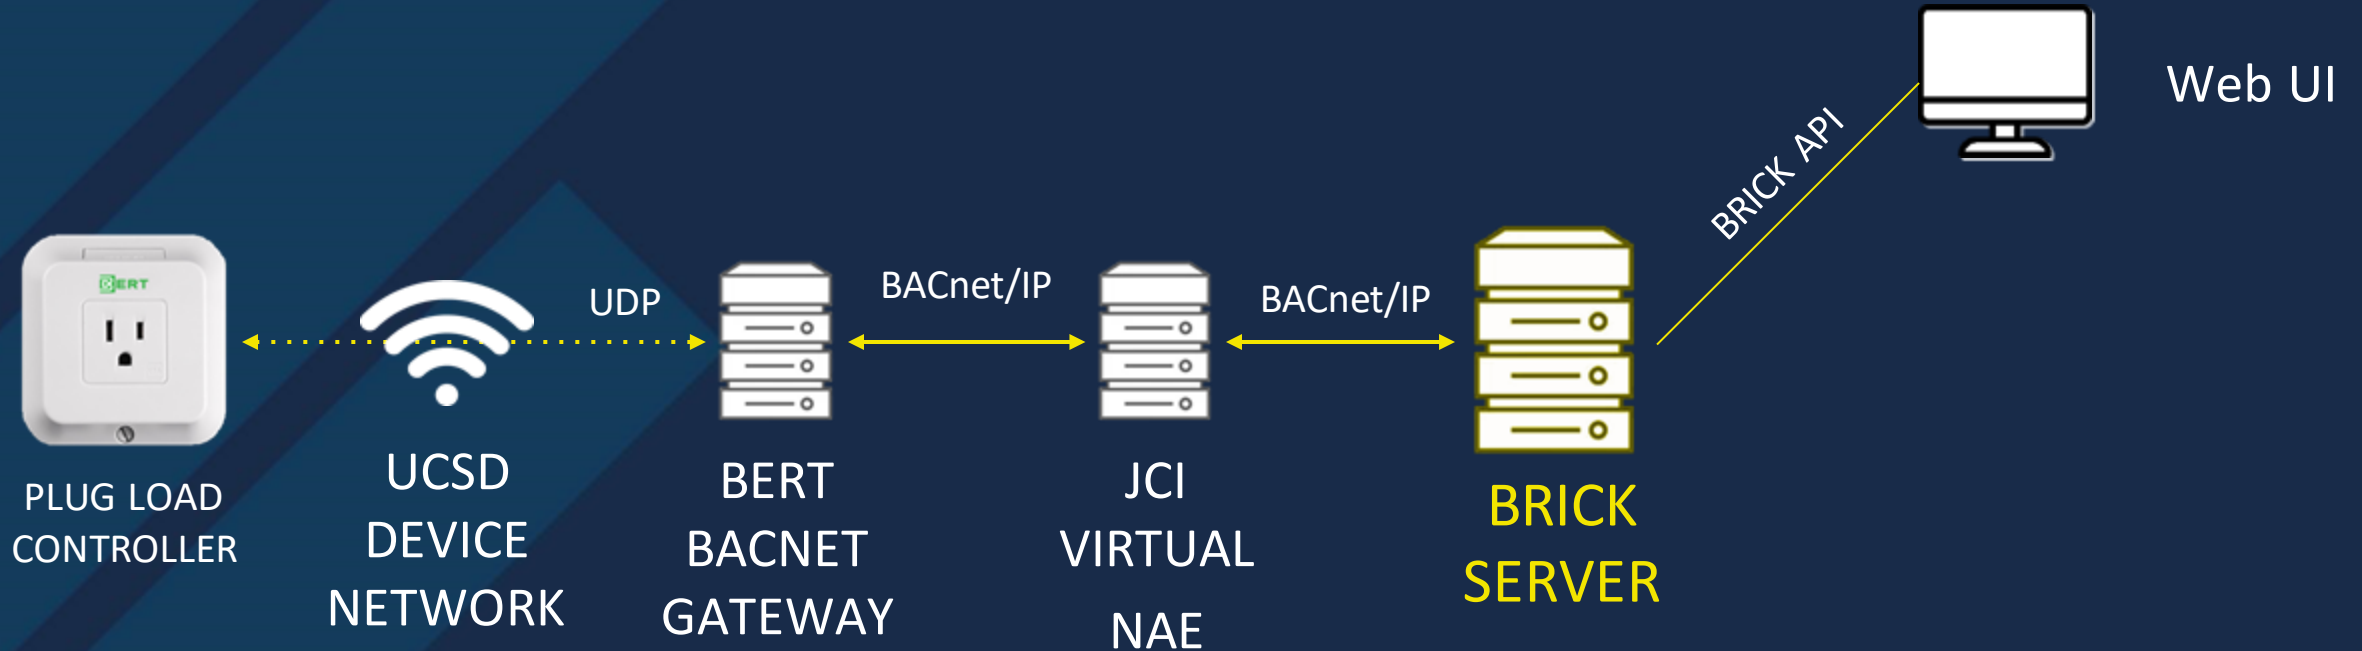 Web UI
BRICK API
BERT
UDP
BACnet/IP
BACnet/IP
PLUG LOAD
CONTROLLER
UCSD
DEVICE
NETWORK
BERT
BACNET
GATEWAY
JCI
VIRTUAL
NAE
BRICK
SERVER